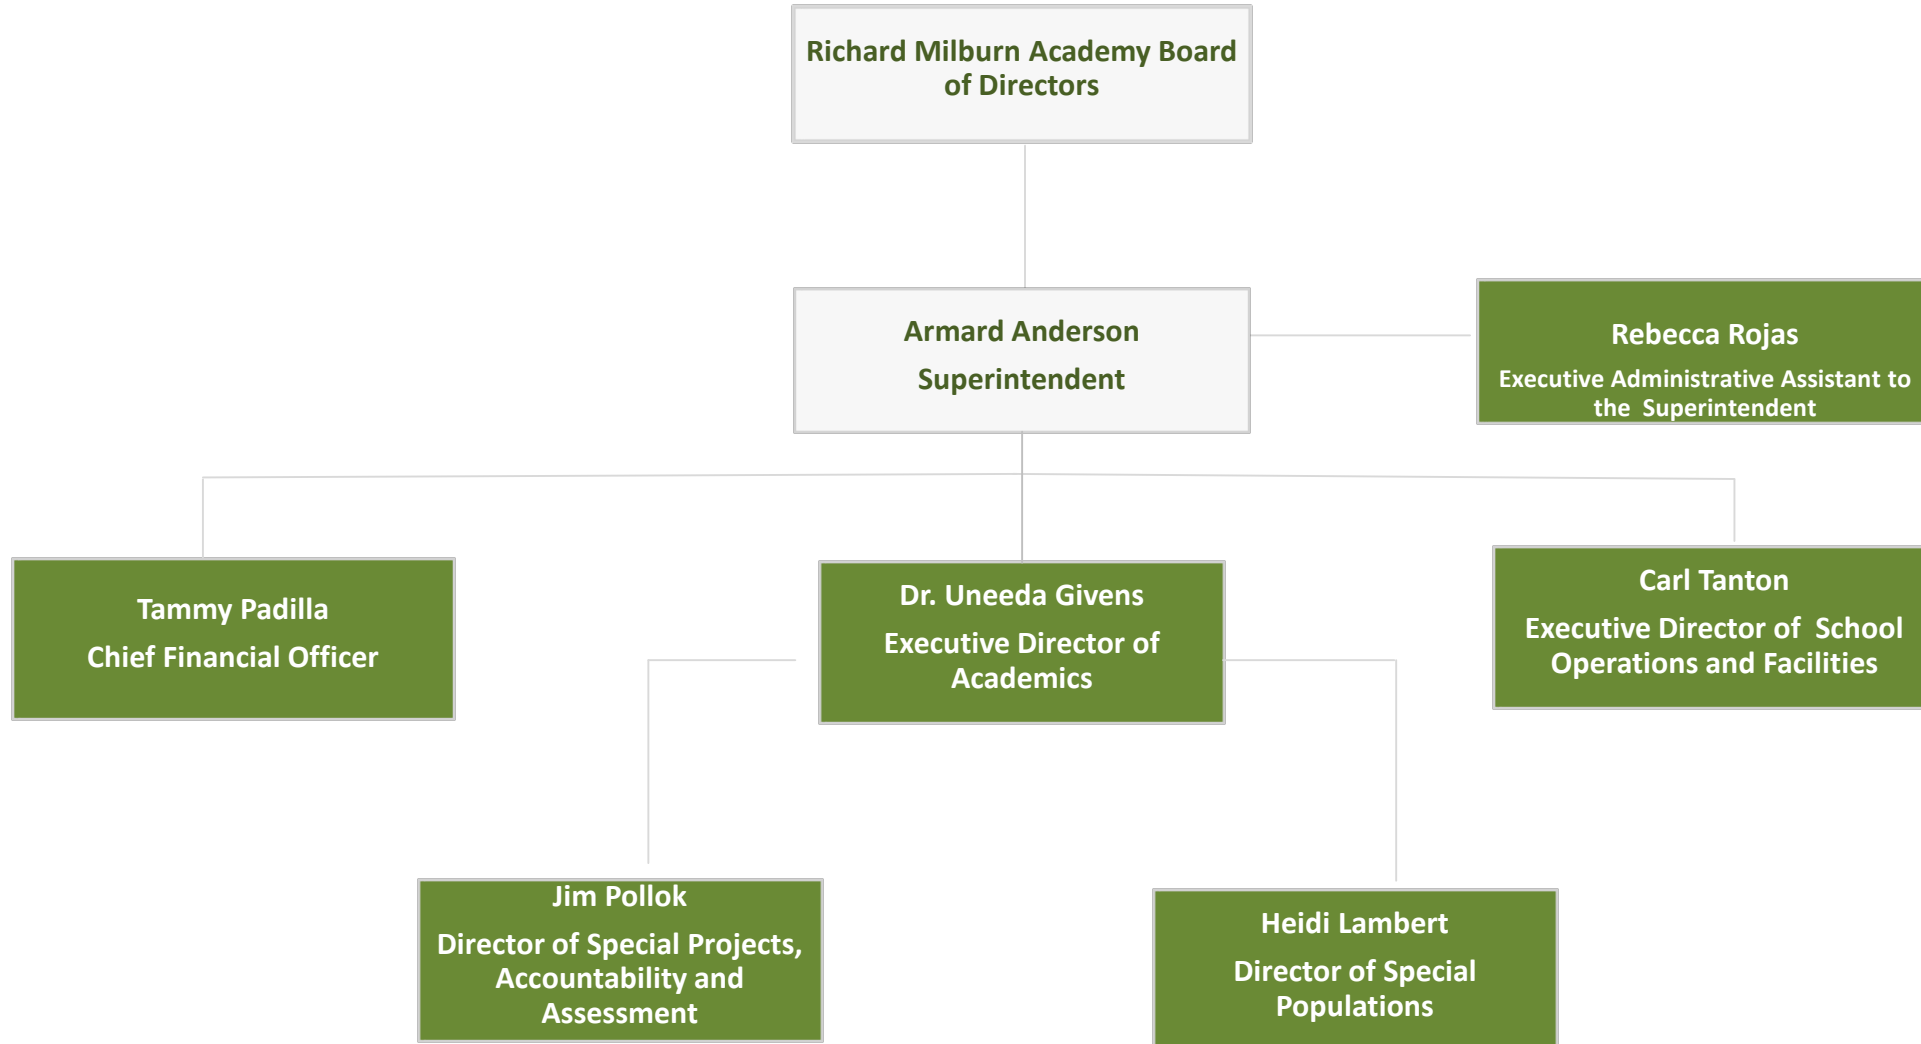 Richard Milburn Academy Board
of Directors
Armard Anderson
Superintendent
Rebecca Rojas
Executive Administrative Assistant to
the  Superintendent
Tammy Padilla
Chief Financial Officer
Dr. Uneeda Givens
Executive Director of
Academics
Carl Tanton
Executive Director of  School
Operations and Facilities
Jim Pollok
Director of Special Projects,
Accountability and
Assessment
Heidi Lambert
Director of Special
Populations